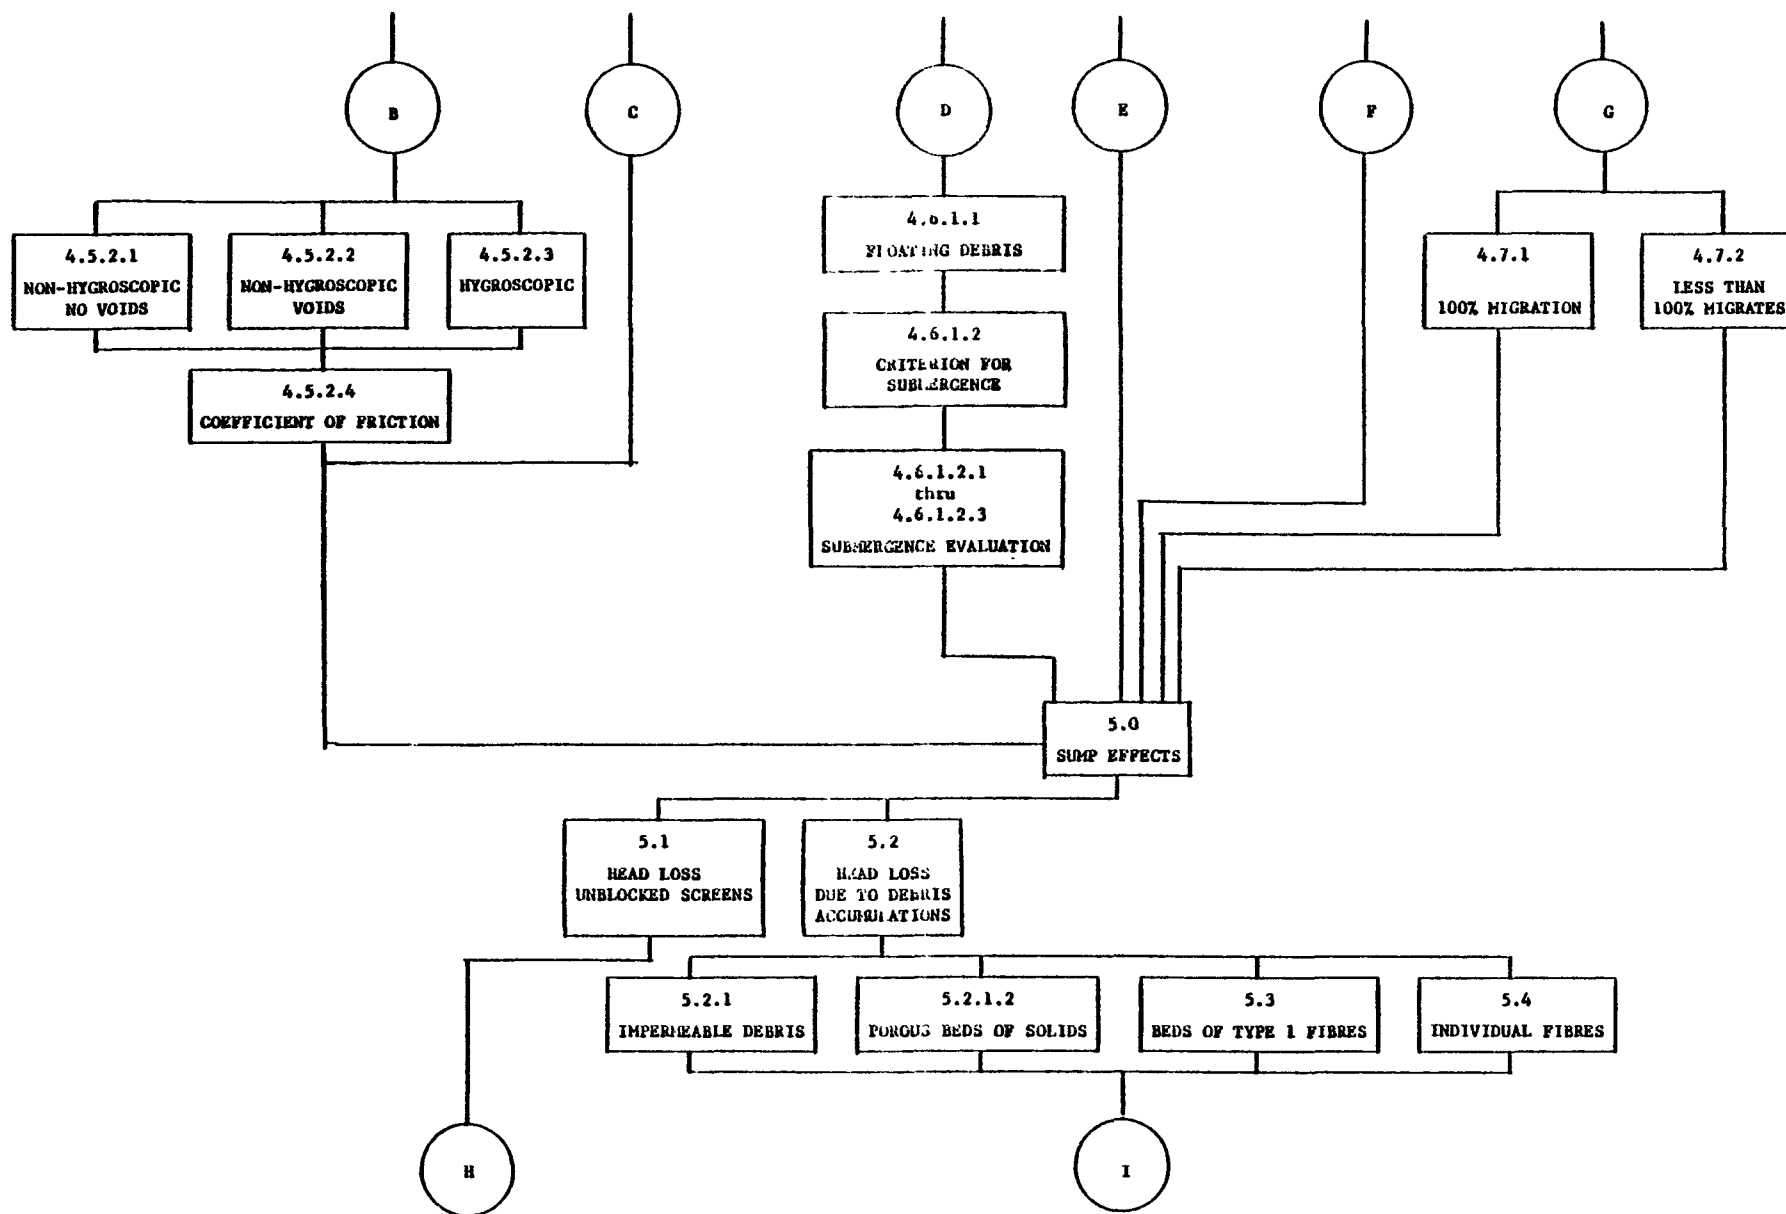 B
C
D
E
F
G
4.5.2.1
NON-HYGROSCOPIC
NO VOIDS
4.5.2.2
NON-HYGROSCOPIC
VOIDS
4.5.2.3
HYGROSCOPIC
4.6.1.1
FLOATING DEBRIS
4.7.1
100% MIGRATION
4.7.2
LESS THAN
100% MIGRATES
4.6.1.2
CRITERION FOR
SUBMERGENCE
4.5.2.4
COEFFICIENT OF FRICTION
4.6.1.2.1
thru
4.6.1.2.3
SUBMERGENCE EVALUATION
5.0
SUMP EFFECTS
5.1
HEAD LOSS
UNBLOCKED SCREENS
5.2
HEAD LOSS
DUE TO DEBRIS
ACCUMULATIONS
5.2.1
IMPERMEABLE DEBRIS
5.2.1.2
POROUS BEDS OF SOLIDS
5.3
BEDS OF TYPE 1 FIBRES
5.4
INDIVIDUAL FIBRES
H
I